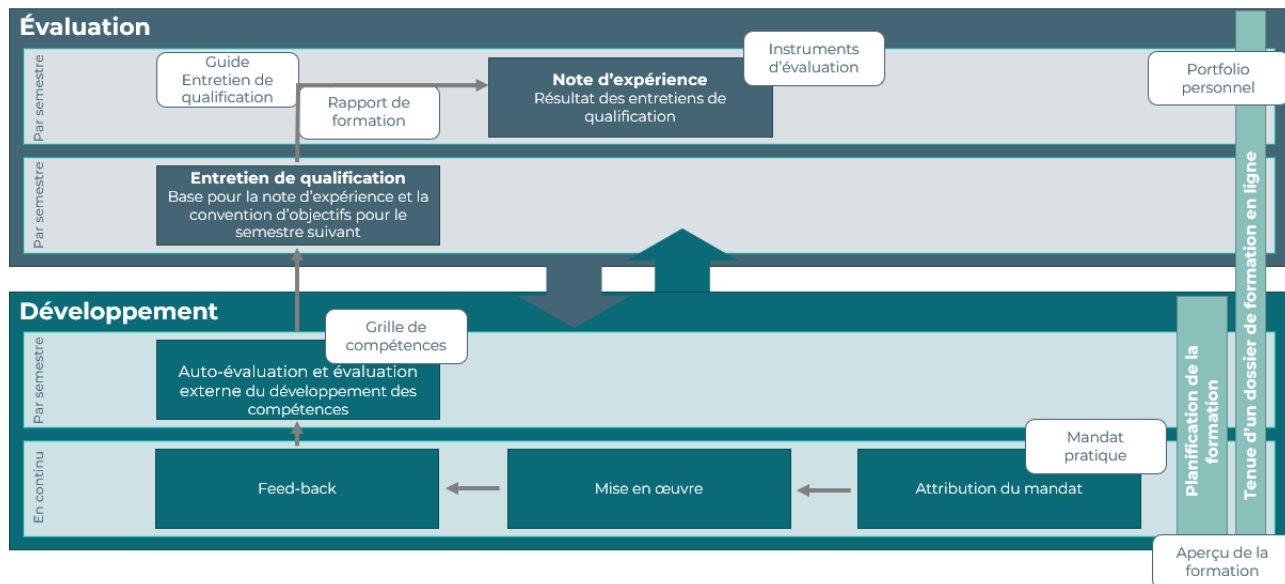 Évaluation
Par semestre
Guide
Entretien de
qualification
Rapport de
formation
Note d'expérience
Résultat des entretiens de
qualification
Instruments
d'évaluation
Portfolio
personnel
Par semestre
Entretien de qualification
Base pour la note d'expérience et la
convention d'objectifs pour le
semestre suivant
Tenue d'un dossier de formation en ligne
Développement
Par semestre
Grille de
compétences
Auto-évaluation et évaluation
externe du développement des
compétences
Planification de la
formation
En continu
Feed-back
Mise en œuvre
Mandat
pratique
Attribution du mandat
Aperçu de la
formation